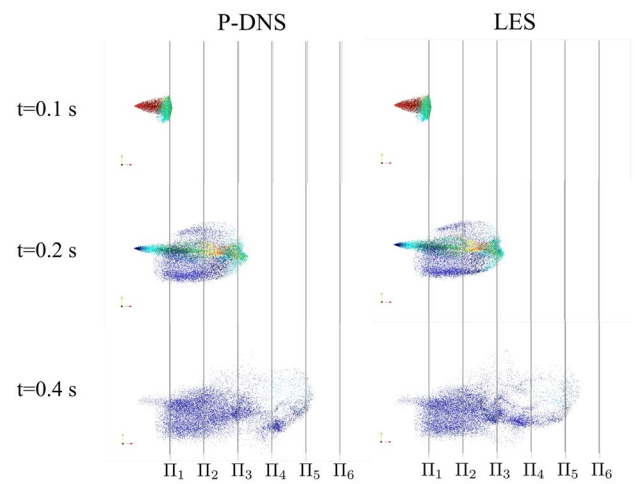 P-DNS LES
t=0.1 s
t=0.2 s
t=0.4 s
Π₁ Π₂ Π₃ Π₄ Π₅ Π₆ Π₁ Π₂ Π₃ Π₄ Π₅ Π₆